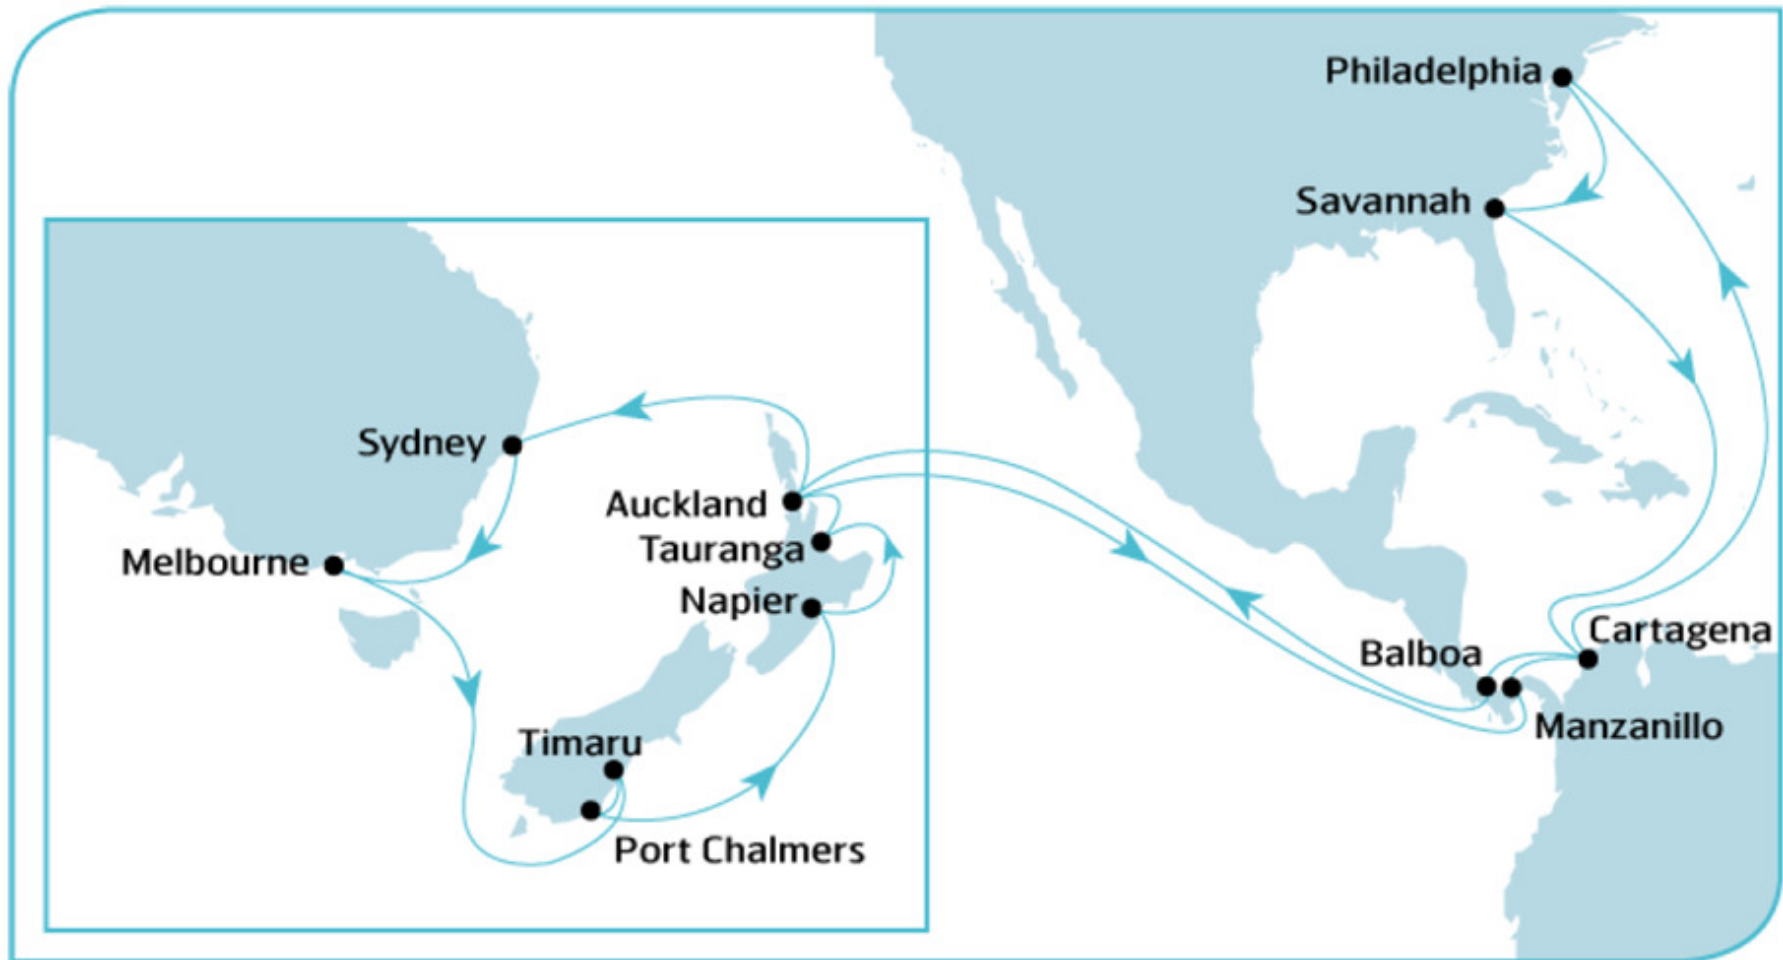 Philadelphia
Savannah
Sydney
Auckland
Tauranga
Melbourne
Napier
Cartagena
Balboa
Manzanillo
Timaru
Port Chalmers